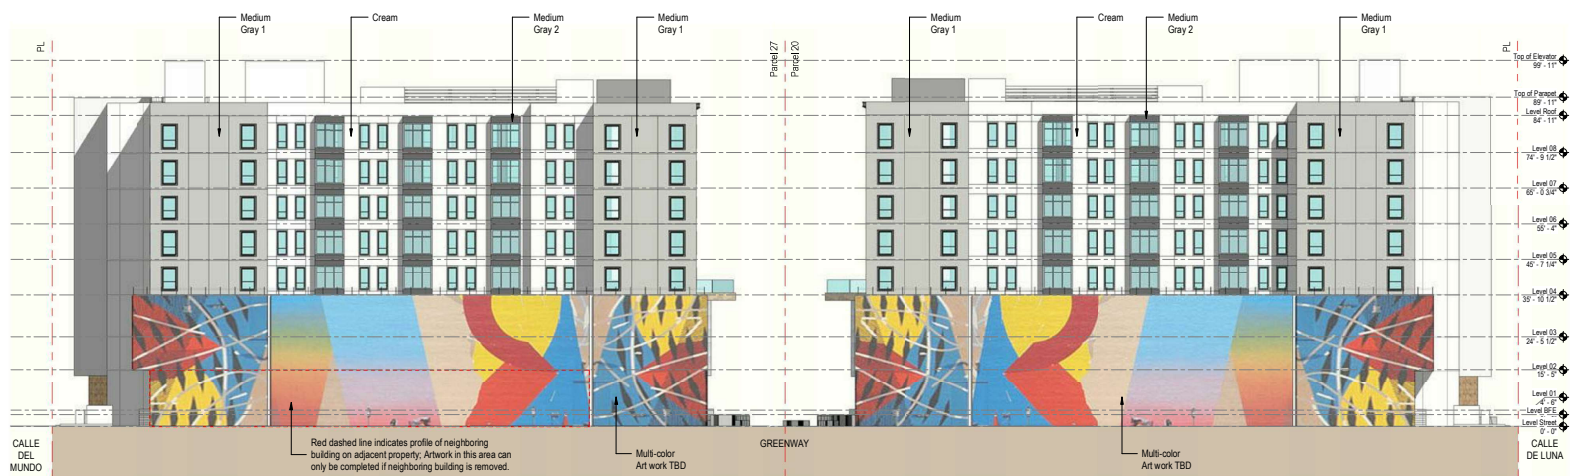 Medium
Gray 1
Cream
Medium
Gray 2
Medium
Gray 1
Medium
Gray 1
Cream
Medium
Gray 2
Medium
Gray 1
PL
Parcel 27
Parcel 20
PL
Top of Elevator
99' - 11"
Top of Parapet
89' - 11"
Level Roof
84' - 11"
Level 08
74' - 9 1/2"
Level 07
65' - 0 3/4"
Level 06
55' - 4"
Level 05
45' - 7 1/4"
Level 04
35' - 10 1/2"
Level 03
24' - 5 1/2"
Level 02
15' - 5"
Level 01
4' - 6"
Level BFE
Level Street
0' - 0"
CALLE
DEL
MUNDO
Red dashed line indicates profile of neighboring
building on adjacent property; Artwork in this area can
only be completed if neighboring building is removed.
Multi-color
Art work TBD
GREENWAY
Multi-color
Art work TBD
CALLE
DE LUNA